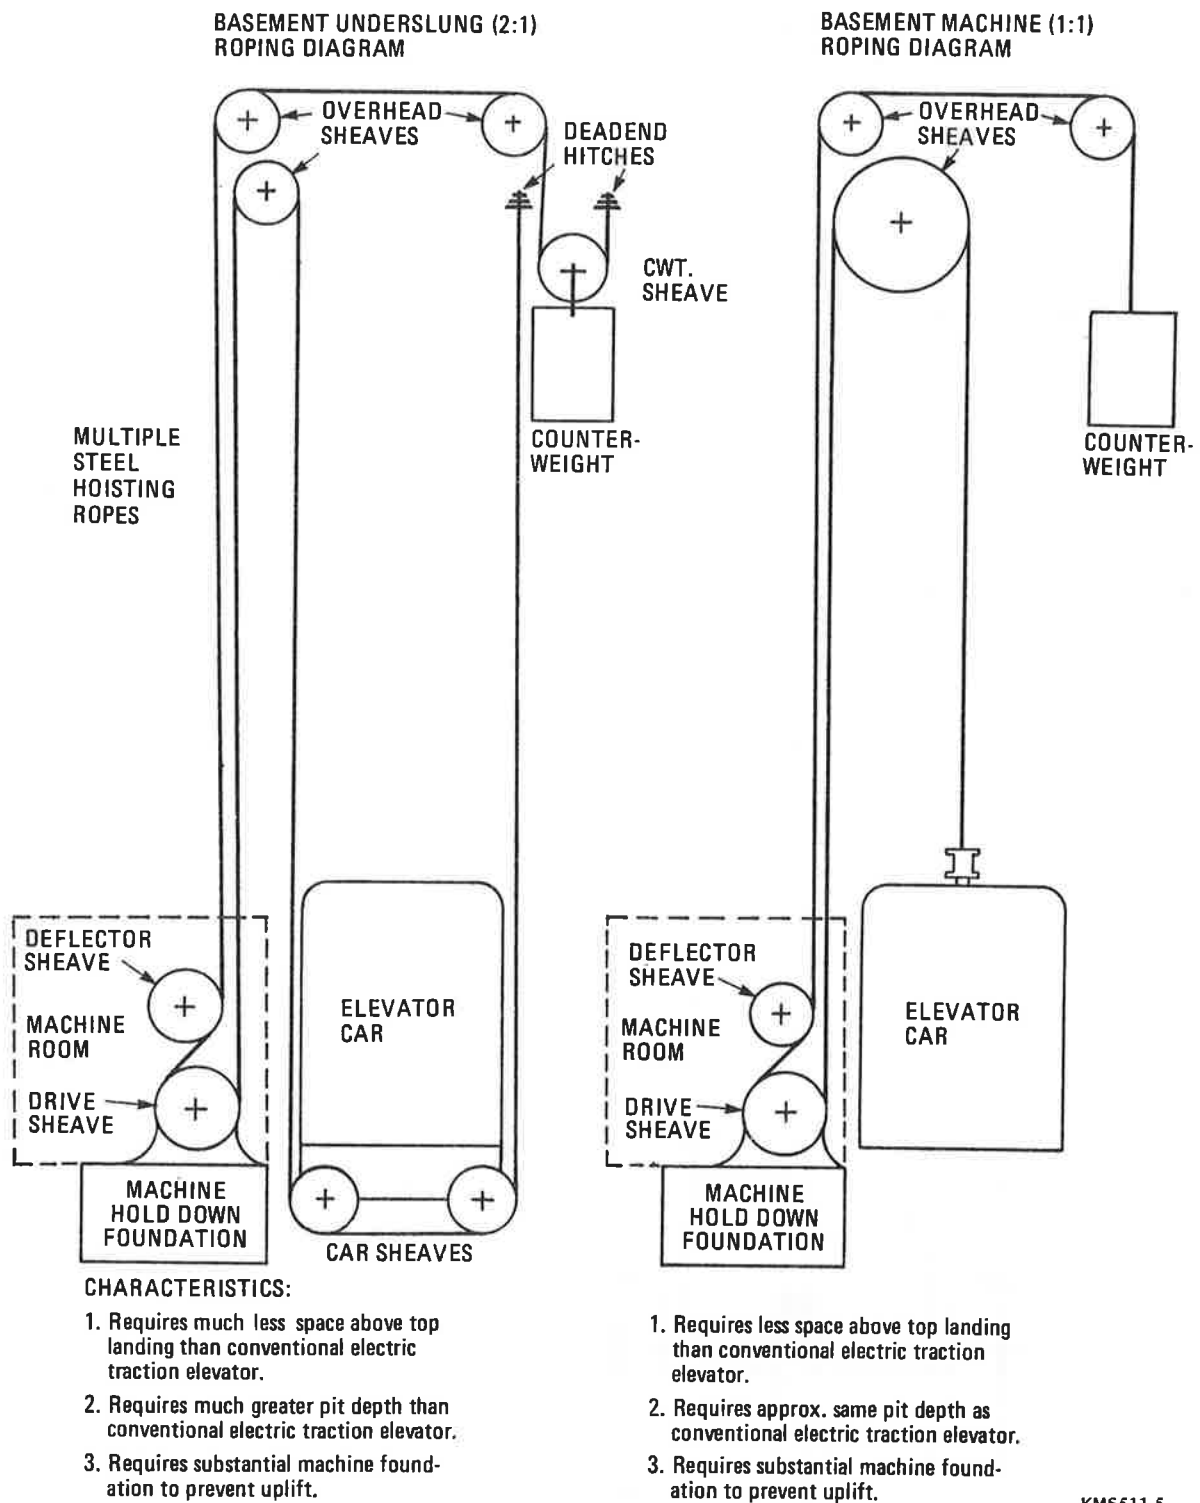 BASEMENT UNDERSLUNG (2:1)
ROPING DIAGRAM
OVERHEAD
SHEAVES
DEADEND
HITCHES
CWT.
SHEAVE
COUNTER-
WEIGHT
MULTIPLE
STEEL
HOISTING
ROPES
DEFLECTOR
SHEAVE
MACHINE
ROOM
DRIVE
SHEAVE
ELEVATOR
CAR
MACHINE
HOLD DOWN
FOUNDATION
CAR SHEAVES
CHARACTERISTICS:
1. Requires much less space above top
landing than conventional electric
traction elevator.
2. Requires much greater pit depth than
conventional electric traction elevator.
3. Requires substantial machine found-
ation to prevent uplift.
BASEMENT MACHINE (1:1)
ROPING DIAGRAM
OVERHEAD
SHEAVES
COUNTER-
WEIGHT
DEFLECTOR
SHEAVE
MACHINE
ROOM
DRIVE
SHEAVE
ELEVATOR
CAR
MACHINE
HOLD DOWN
FOUNDATION
1. Requires less space above top landing
than conventional electric traction
elevator.
2. Requires approx. same pit depth as
conventional electric traction elevator.
3. Requires substantial machine found-
ation to prevent uplift.